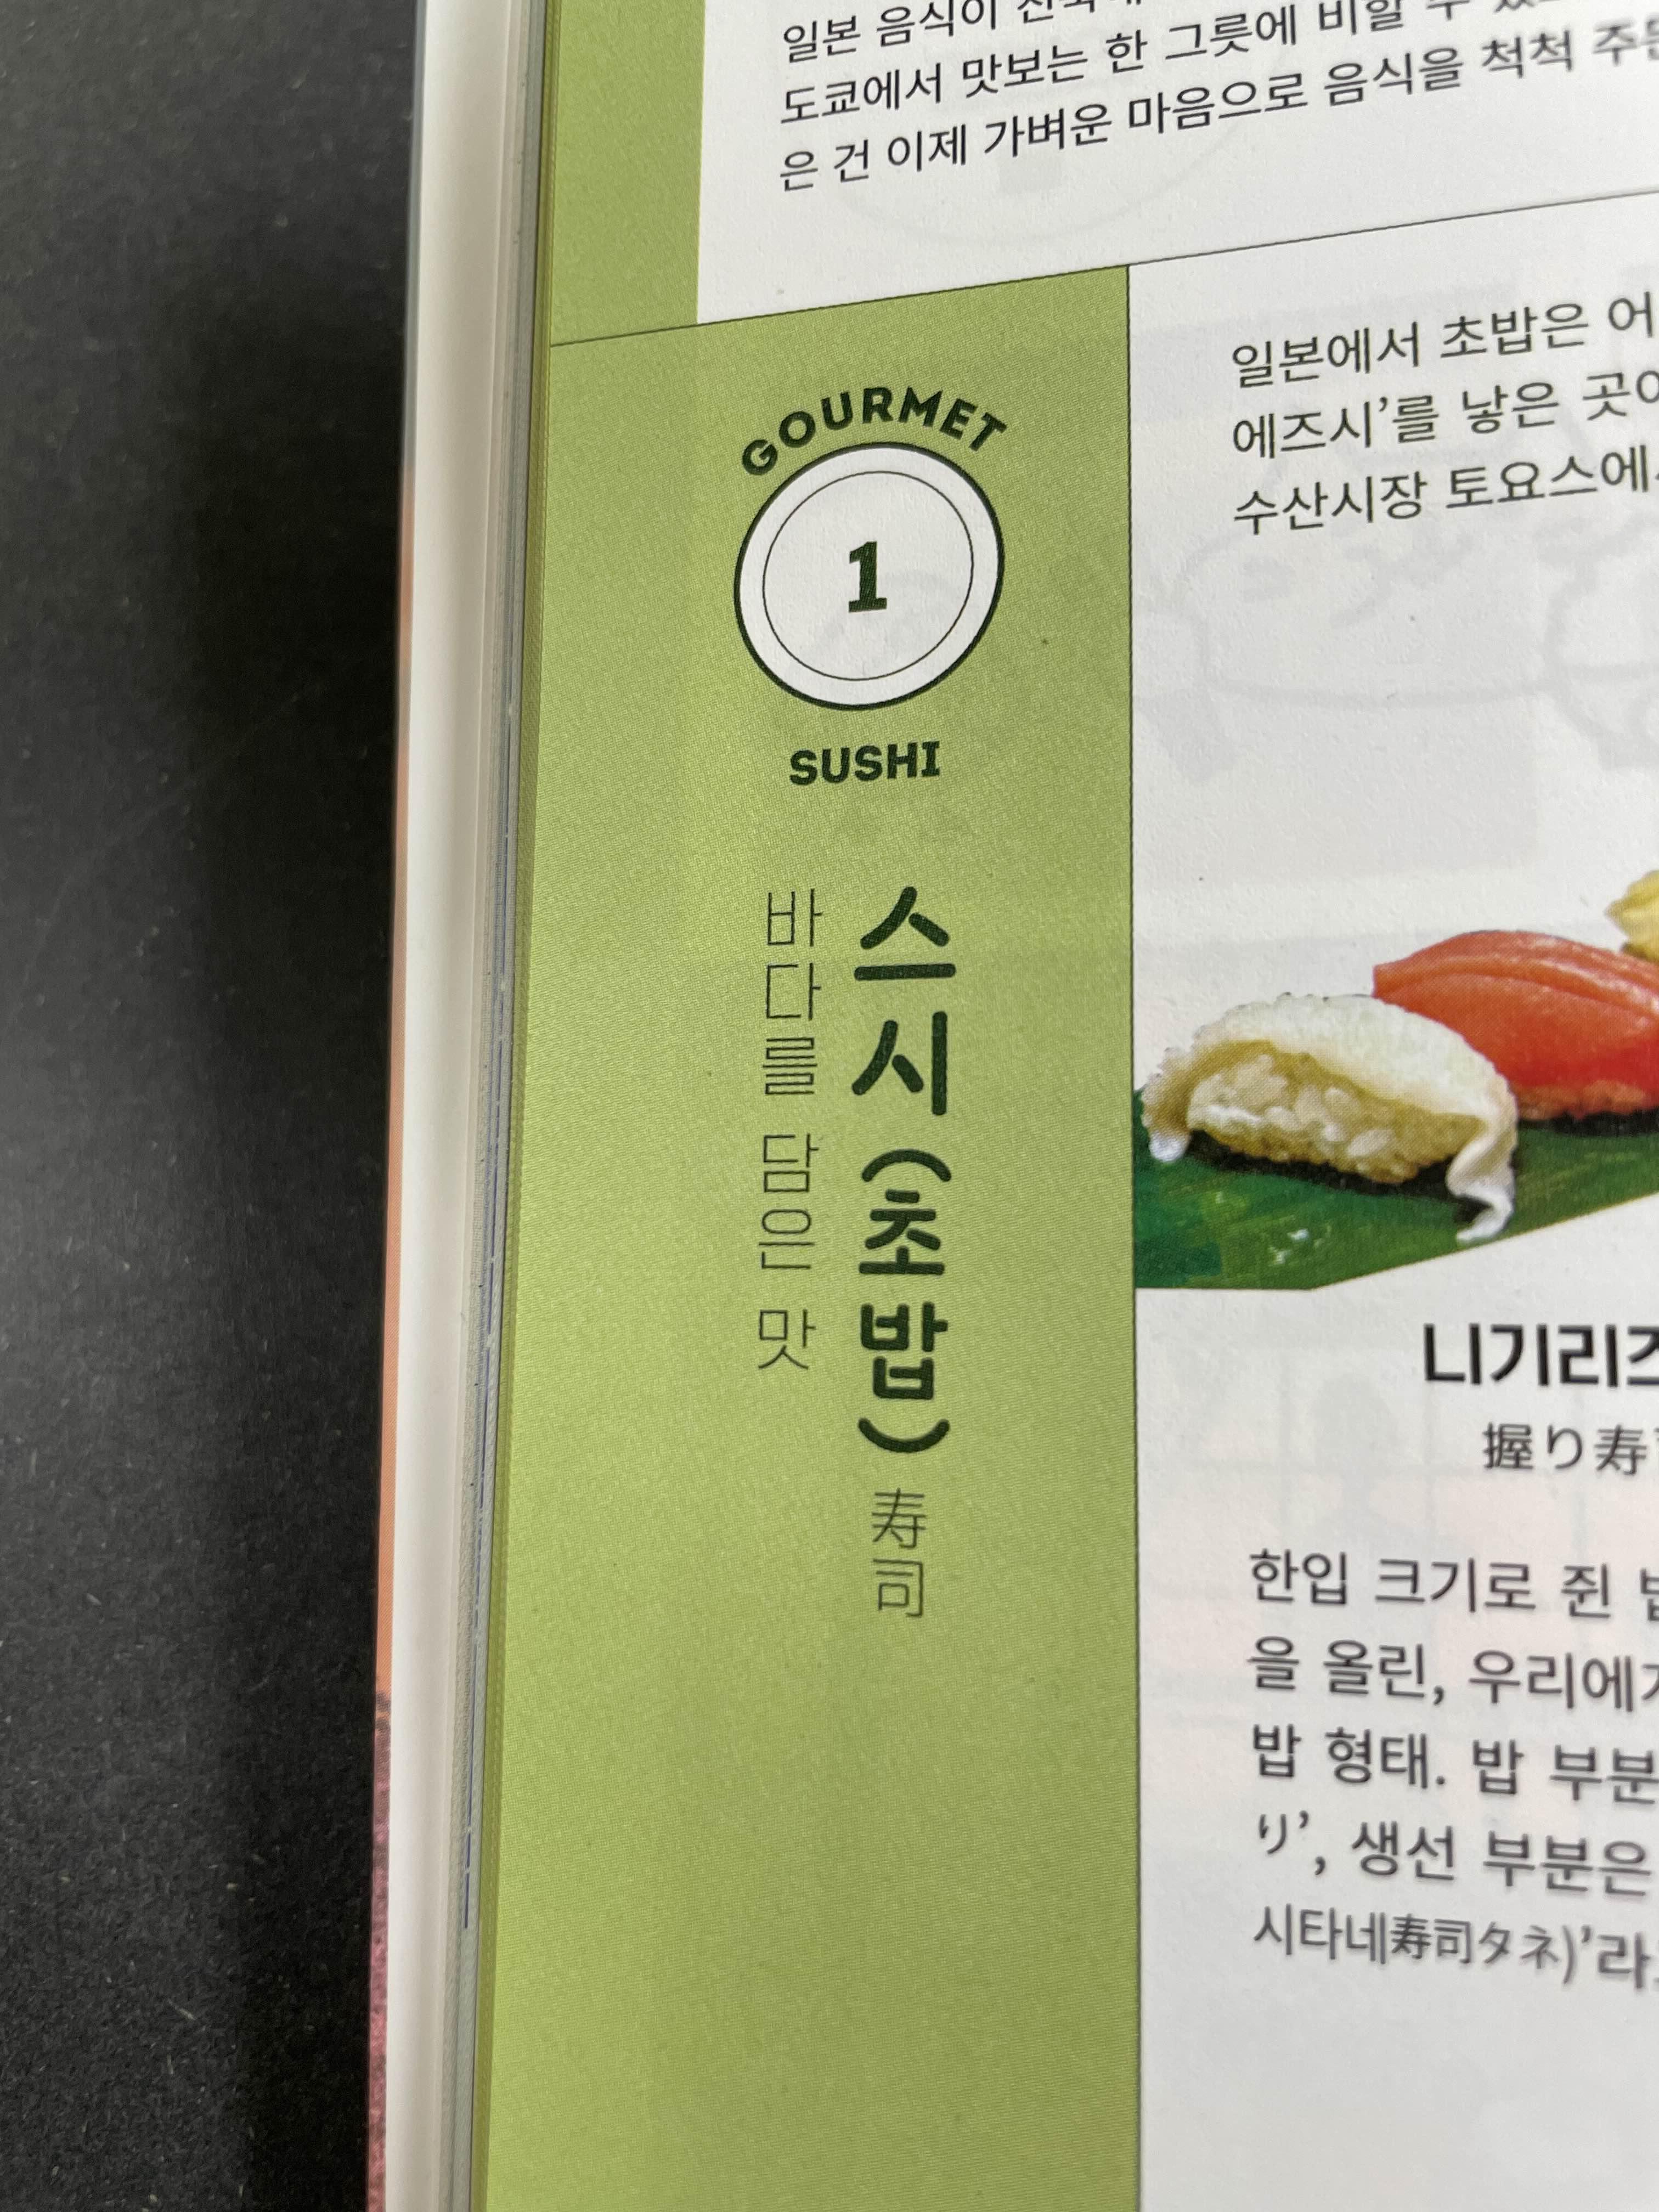 일본 음식이
도쿄에서 맛보는 한 그릇에 비할 수
은 건 이제 가벼운 마음으로 음식을 척척
GOURMET
1
SUSHI
스시(초밥) 寿司
바다를 담은 맛
일본에서 초밥은
에즈시’를 낳은
수산시장 토요스에서
니기리즈
握り寿
한입 크기로 쥔
을 올린, 우리에게
밥 형태. 밥 부분
り’, 생선 부분은
시타네寿司タネ)’라